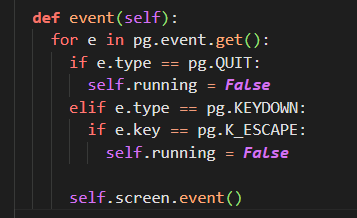 def event(self):
  for e in pg.event.get():
    if e.type == pg.QUIT:
      self.running = False
    elif e.type == pg.KEYDOWN:
      if e.key == pg.K_ESCAPE:
        self.running = False

    self.screen.event()